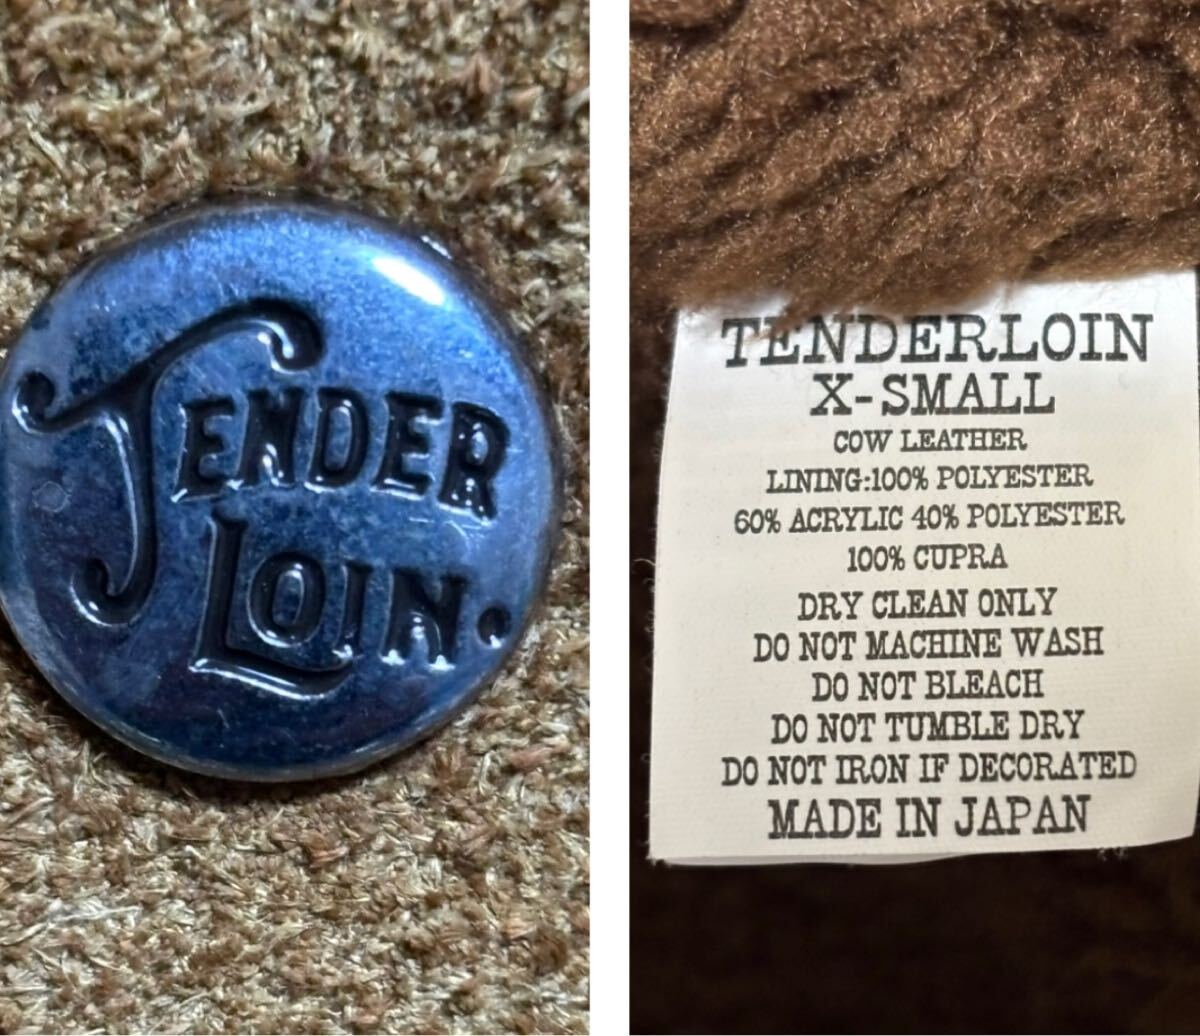 TENDER
LOIN.
TENDERLOIN
X-SMALL
COW LEATHER
LINING:100% POLYESTER
60% ACRYLIC 40% POLYESTER
100% CUPRA
DRY CLEAN ONLY
DO NOT MACHINE WASH
DO NOT BLEACH
DO NOT TUMBLE DRY
DO NOT IRON IF DECORATED
MADE IN JAPAN